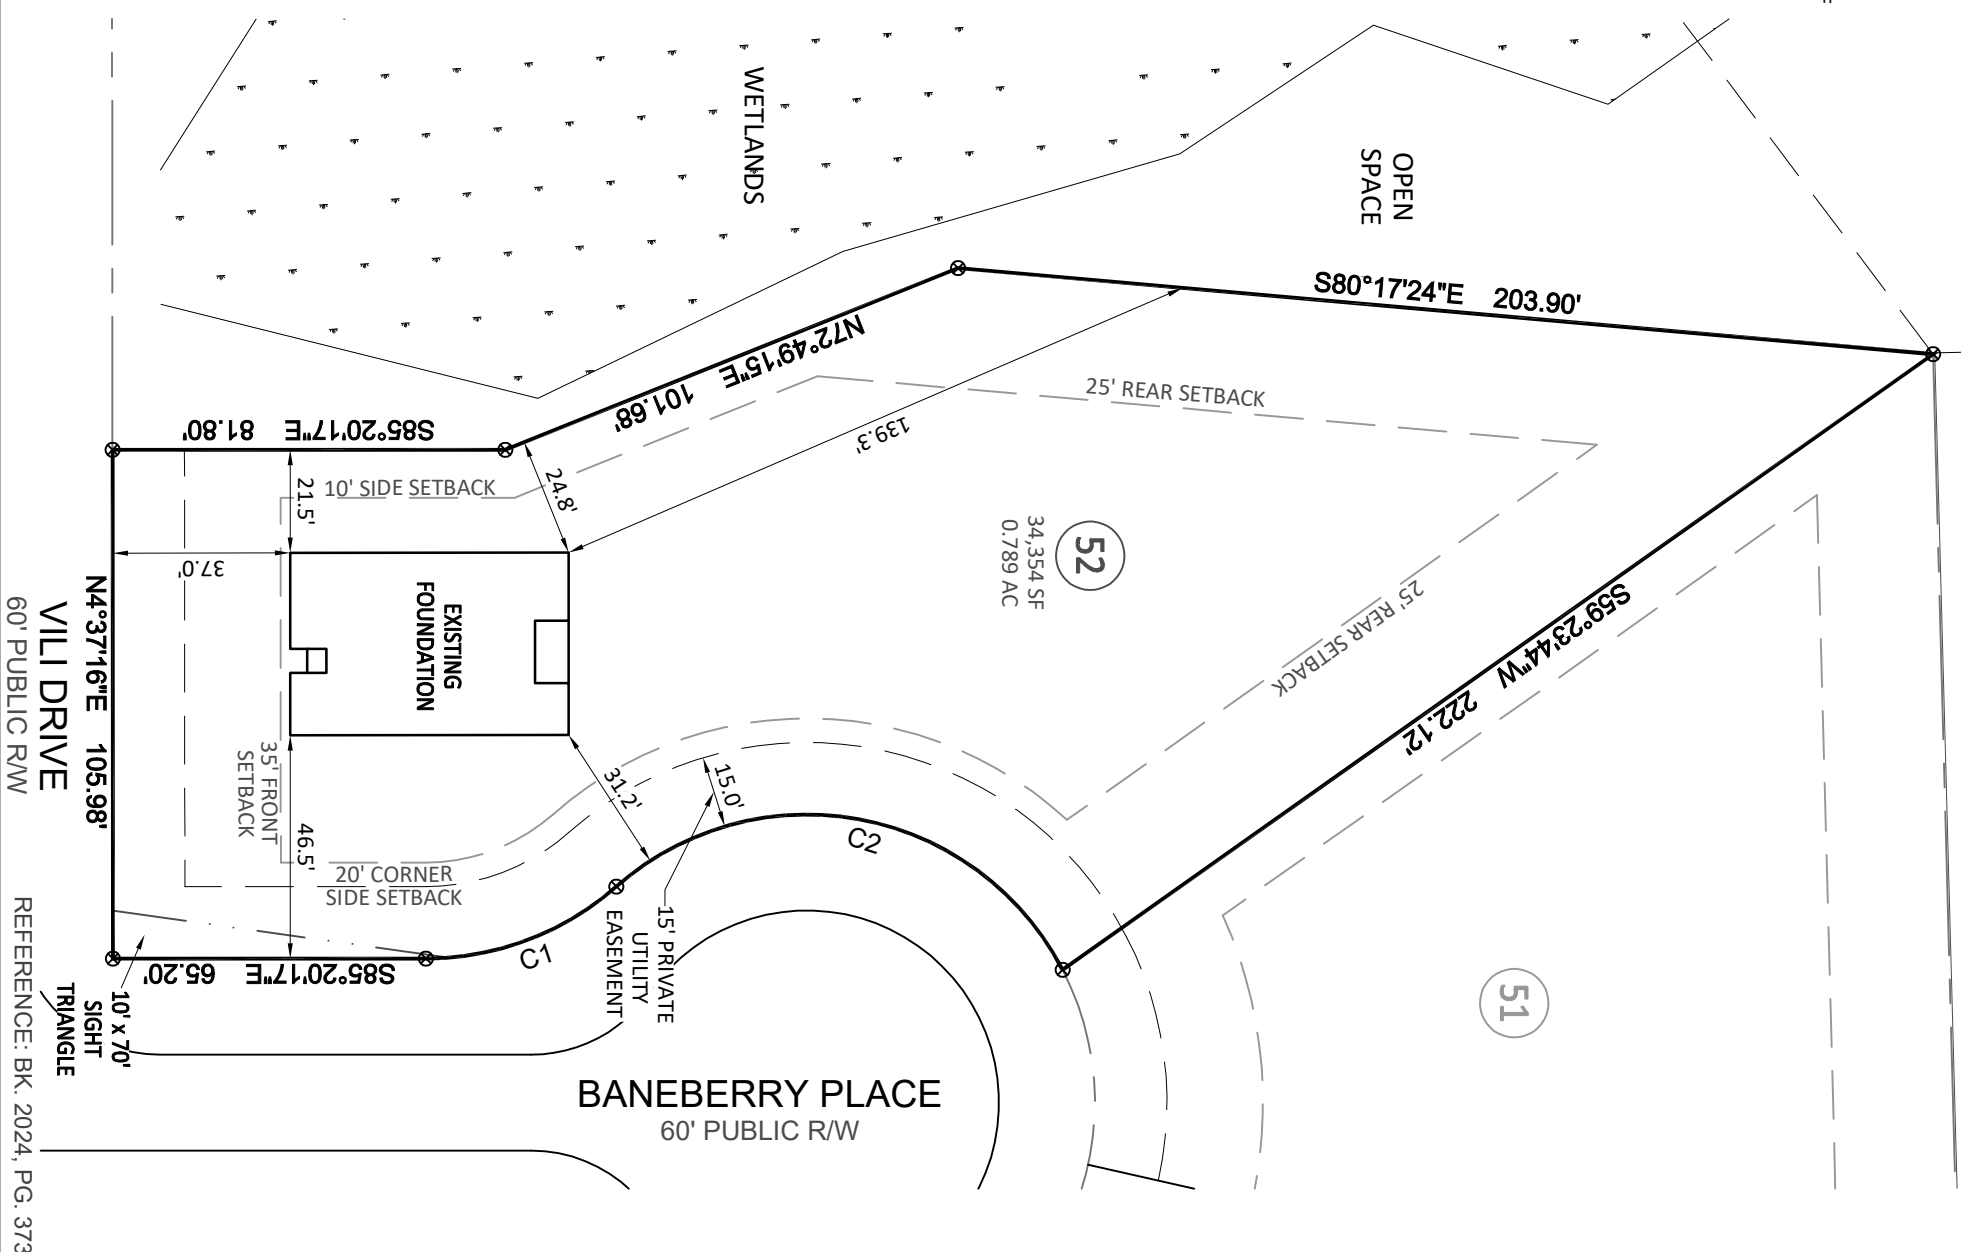 WETLANDS
OPEN
SPACE
S80°17'24"E 203.90'
N72°49'15"E 101.68'
25' REAR SETBACK
139.3'
S85°20'17"E 81.80'
24.8'
21.5'
10' SIDE SETBACK
37.0'
52
34,354 SF
0.789 AC
EXISTING
FOUNDATION
25' REAR SETBACK
S59°23'44"W 222.12'
N4°37'16"E 105.98'
VILI DRIVE
60' PUBLIC R/W
35' FRONT
SETBACK
46.5'
31.2'
15.0'
C2
20' CORNER
SIDE SETBACK
C1
15' PRIVATE
UTILITY
EASEMENT
S85°20'17"E 65.20'
10' x 70'
SIGHT
TRIANGLE
51
BANEBERRY PLACE
60' PUBLIC R/W
REFERENCE: BK. 2024, PG. 373